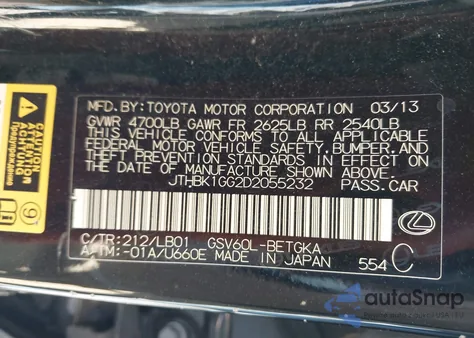 MFD.BY:TOYOTA MOTOR CORPORATION 03/13
GVWR 4700LB GAWR FR 2625LB RR 2540LB
THIS VEHICLE CONFORMS TO ALL APPLICABLE
FEDERAL MOTOR VEHICLE SAFETY,BUMPER,AND
THEFT PREVENTION STANDARDS IN EFFECT ON
THE DATE OF MANUFACTURE SHOWN ABOVE.
JTHBK1GG2D2055232 PASS.CAR
C/TR:212/LB01 GSV60L-BETGKA
A/TM:-01A/U660E MADE IN JAPAN 554 C
CAUTION
autoSnap